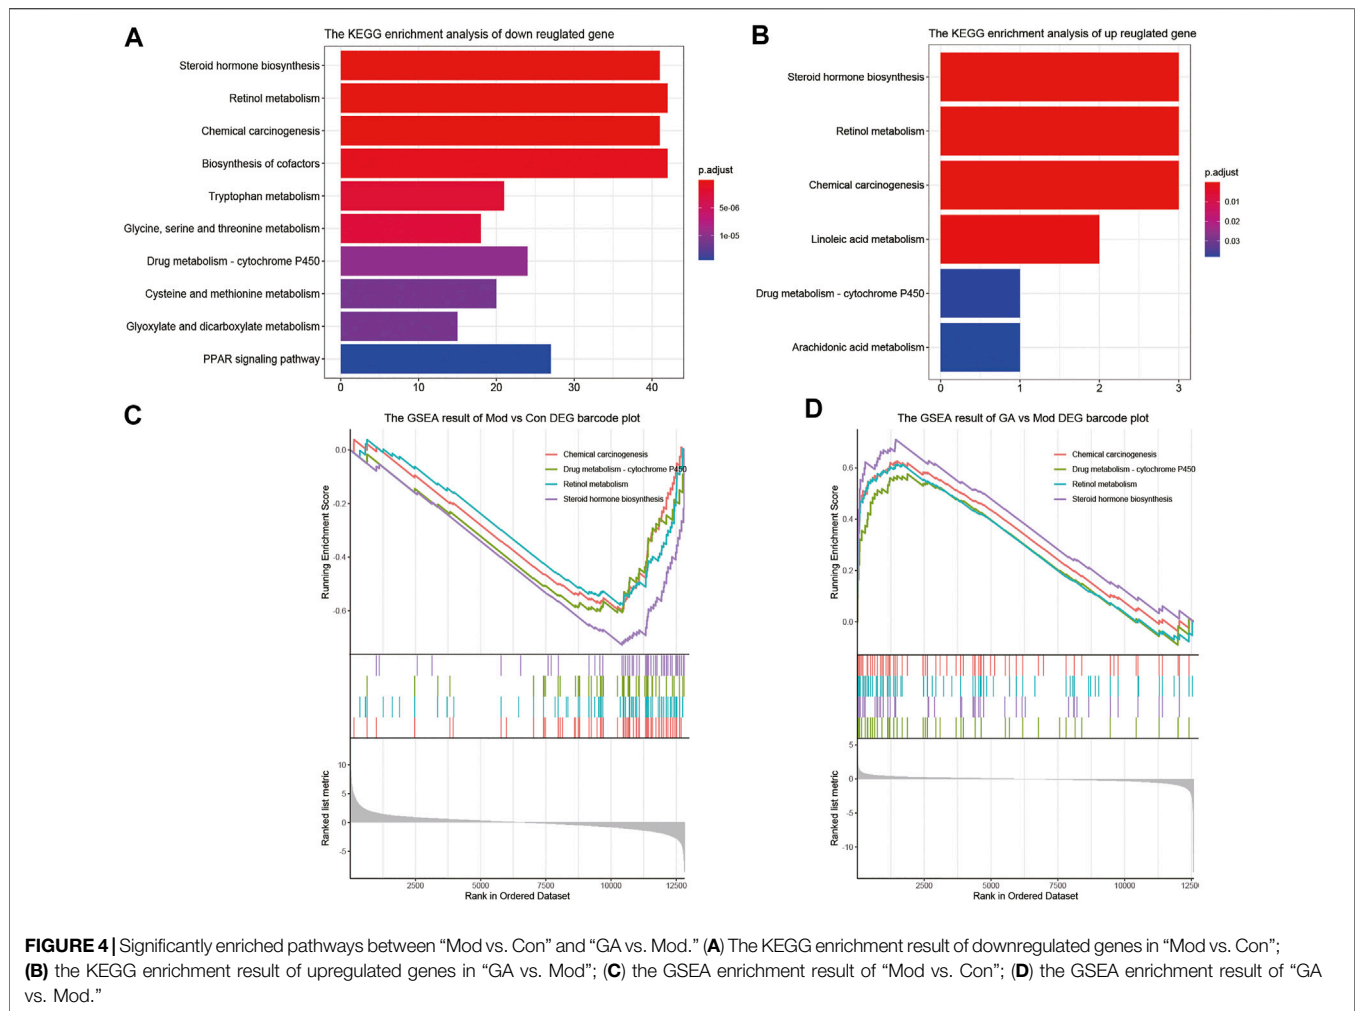 A
The KEGG enrichment analysis of down reuglated gene
Steroid hormone biosynthesis
Retinol metabolism
Chemical carcinogenesis
Biosynthesis of cofactors
Tryptophan metabolism
Glycine, serine and threonine metabolism
Drug metabolism - cytochrome P450
Cysteine and methionine metabolism
Glyoxylate and dicarboxylate metabolism
PPAR signaling pathway
0 10 20 30 40
p.adjust
5e-06
1e-05
B
The KEGG enrichment analysis of up reuglated gene
Steroid hormone biosynthesis
Retinol metabolism
Chemical carcinogenesis
Linoleic acid metabolism
Drug metabolism - cytochrome P450
Arachidonic acid metabolism
0 1 2 3
p.adjust
0.01
0.02
0.03
C
The GSEA result of Mod vs Con DEG barcode plot
Chemical carcinogenesis
Drug metabolism - cytochrome P450
Retinol metabolism
Steroid hormone biosynthesis
Running Enrichment Score
0.0
-0.2
-0.4
-0.6
Ranked list metric
10
5
0
-5
2500 5000 7500 10000 12500
Rank in Ordered Dataset
D
The GSEA result of GA vs Mod DEG barcode plot
Chemical carcinogenesis
Drug metabolism - cytochrome P450
Retinol metabolism
Steroid hormone biosynthesis
Running Enrichment Score
0.6
0.4
0.2
0.0
Ranked list metric
5
0
-5
-10
2500 5000 7500 10000 1250
Rank in Ordered Dataset
FIGURE 4 | Significantly enriched pathways between “Mod vs. Con” and “GA vs. Mod.” (A) The KEGG enrichment result of downregulated genes in “Mod vs. Con”;
(B) the KEGG enrichment result of upregulated genes in “GA vs. Mod”; (C) the GSEA enrichment result of “Mod vs. Con”; (D) the GSEA enrichment result of “GA
vs. Mod.”